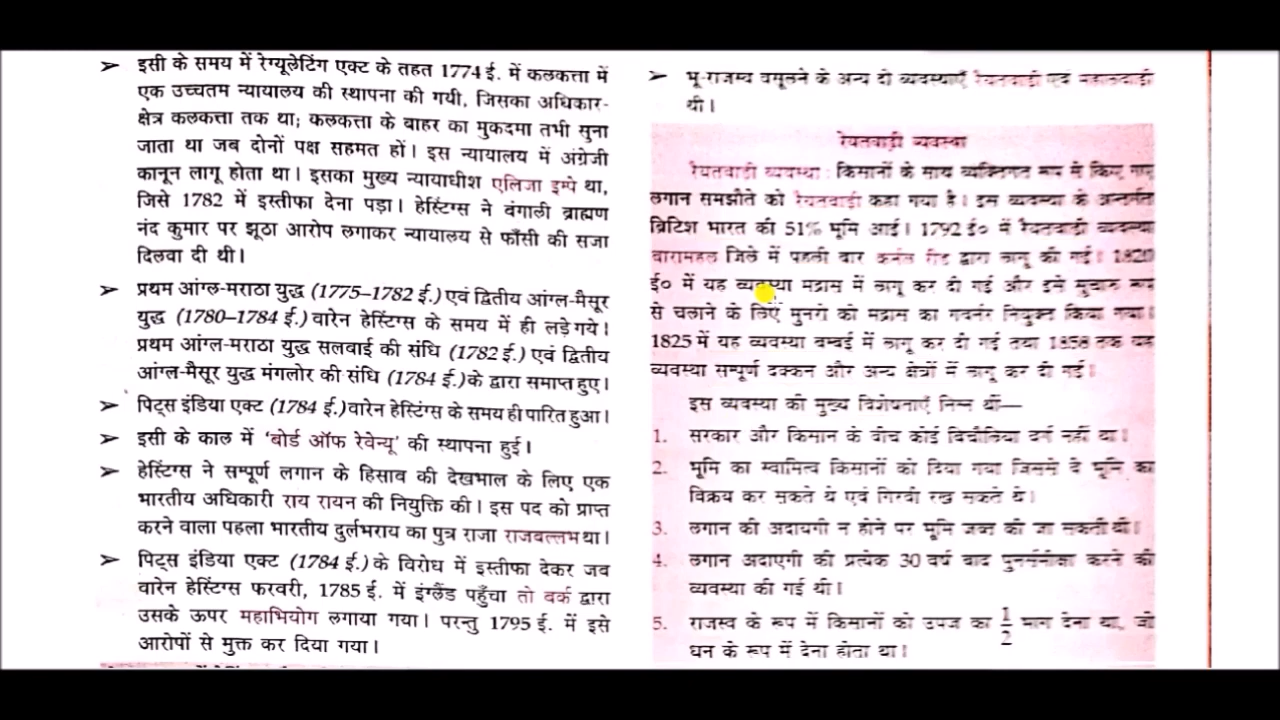 ➢ इसी के समय में रेग्यूलेटिंग एक्ट के तहत 1774 ई. में कलकत्ता में
एक उच्चतम न्यायालय की स्थापना की गयी, जिसका अधिकार-
क्षेत्र कलकत्ता तक था; कलकत्ता के बाहर का मुकदमा तभी सुना
जाता था जब दोनों पक्ष सहमत हों। इस न्यायालय में अंग्रेजी
कानून लागू होता था। इसका मुख्य न्यायाधीश एलिजा इम्पे था,
जिसे 1782 में इस्तीफा देना पड़ा। हेस्टिंग्स ने बंगाली ब्राह्मण
नंद कुमार पर झूठा आरोप लगाकर न्यायालय से फाँसी की सजा
दिलवा दी थी।
➢ प्रथम आंग्ल-मराठा युद्ध (1775–1782 ई.) एवं द्वितीय आंग्ल-मैसूर
युद्ध (1780–1784 ई.) वारेन हेस्टिंग्स के समय में ही लड़े गये।
प्रथम आंग्ल-मराठा युद्ध सलबाई की संधि (1782 ई.) एवं द्वितीय
आंग्ल-मैसूर युद्ध मंगलोर की संधि (1784 ई.) के द्वारा समाप्त हुए।
➢ पिट्स इंडिया एक्ट (1784 ई.) वारेन हेस्टिंग्स के समय ही पारित हुआ।
➢ इसी के काल में ‘बोर्ड ऑफ रेवेन्यू’ की स्थापना हुई।
➢ हेस्टिंग्स ने सम्पूर्ण लगान के हिसाब की देखभाल के लिए एक
भारतीय अधिकारी राय रायन की नियुक्ति की। इस पद को प्राप्त
करने वाला पहला भारतीय दुर्लभराय का पुत्र राजा राजबल्लभ था।
➢ पिट्स इंडिया एक्ट (1784 ई.) के विरोध में इस्तीफा देकर जब
वारेन हेस्टिंग्स फरवरी, 1785 ई. में इंग्लैंड पहुँचा तो बर्क द्वारा
उसके ऊपर महाभियोग लगाया गया। परन्तु 1795 ई. में इसे
आरोपों से मुक्त कर दिया गया।
➢ भू-राजस्व वसूलने के अन्य दो व्यवस्थाएँ रैयतवाड़ी एवं महालवाड़ी
थी।
रैयतवाड़ी व्यवस्था
रैयतवाड़ी व्यवस्था : किसानों के साथ व्यक्तिगत रूप से किए गए
लगान समझौते को रैयतवाड़ी कहा गया है। इस व्यवस्था के अन्तर्गत
ब्रिटिश भारत की 51% भूमि आई। 1792 ई० में रैयतवाड़ी व्यवस्था
बारामहल जिले में पहली बार कर्नल रीड द्वारा लागू की गई। 1820
ई० में यह व्यवस्था मद्रास में लागू कर दी गई और इसे सुचारु रूप
से चलाने के लिए मुनरो को मद्रास का गवर्नर नियुक्त किया गया।
1825 में यह व्यवस्था बम्बई में लागू कर दी गई तथा 1858 तक यह
व्यवस्था सम्पूर्ण दक्कन और अन्य क्षेत्रों में लागू कर दी गई।
इस व्यवस्था की मुख्य विशेषताएँ निम्न थीं—
1. सरकार और किसान के बीच कोई बिचौलिया वर्ग नहीं था।
2. भूमि का स्वामित्व किसानों को दिया गया जिससे वे भूमि का
विक्रय कर सकते थे एवं गिरवी रख सकते थे।
3. लगान की अदायगी न होने पर भूमि जब्त की जा सकती थी।
4. लगान अदाएगी की प्रत्येक 30 वर्ष बाद पुनर्समीक्षा करने की
व्यवस्था की गई थी।
5. राजस्व के रूप में किसानों को उपज का 1/2 भाग देना था, जो
धन के रूप में देना होता था।